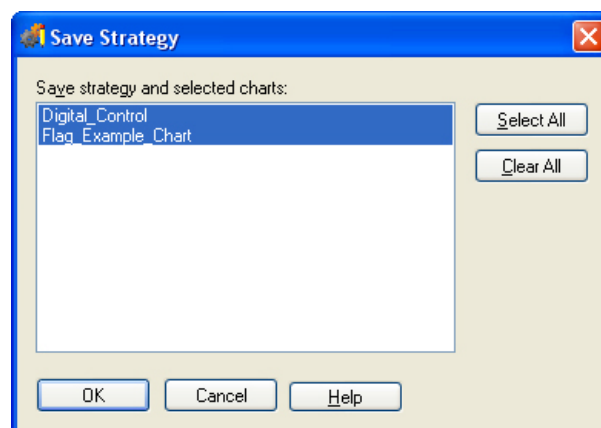 Save Strategy
Save strategy and selected charts:
Digital_Control
Flag_Example_Chart
Select All
Clear All
OK
Cancel
Help